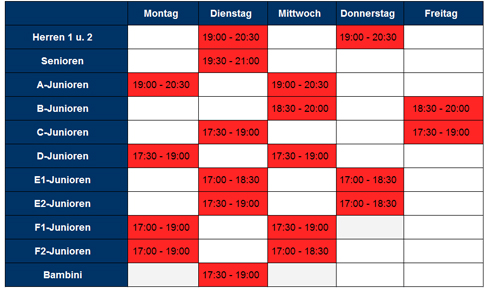 Montag Dienstag Mittwoch Donnerstag Freitag
Herren 1 u. 2 19:00 - 20:30 19:00 - 20:30
Senioren 19:30 - 21:00
A-Junioren 19:00 - 20:30 19:00 - 20:30
B-Junioren 18:30 - 20:00 18:30 - 20:00
C-Junioren 17:30 - 19:00 17:30 - 19:00
D-Junioren 17:30 - 19:00 17:30 - 19:00
E1-Junioren 17:00 - 18:30 17:00 - 18:30
E2-Junioren 17:30 - 19:00 17:00 - 18:30
F1-Junioren 17:00 - 19:00 17:30 - 19:00
F2-Junioren 17:00 - 19:00 17:00 - 18:30
Bambini 17:30 - 19:00